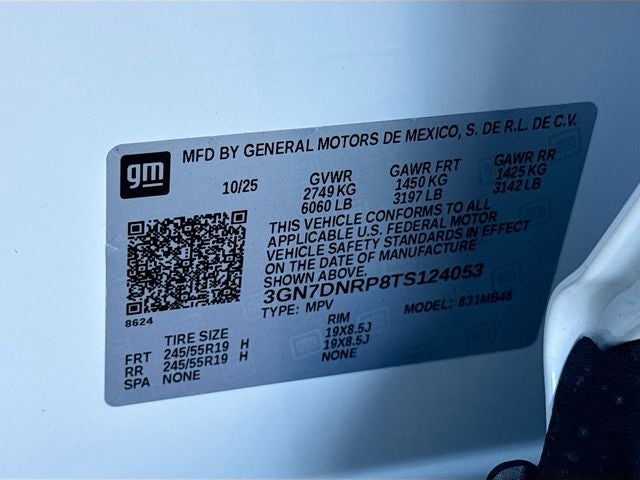 gm
MFD BY GENERAL MOTORS DE MEXICO, S. DE R.L. DE C.V.
10/25
GVWR
2749 KG
6060 LB
GAWR FRT
1450 KG
3197 LB
GAWR RR
1425 KG
3142 LB
THIS VEHICLE CONFORMS TO ALL
APPLICABLE U.S. FEDERAL MOTOR
VEHICLE SAFETY STANDARDS IN EFFECT
ON THE DATE OF MANUFACTURE
SHOWN ABOVE.
3GN7DNRP8TS124053
TYPE: MPV
MODEL: 831MB48
8624
TIRE SIZE
RIM
FRT 245/55R19 H 19X8.5J
RR 245/55R19 H 19X8.5J
SPA NONE NONE